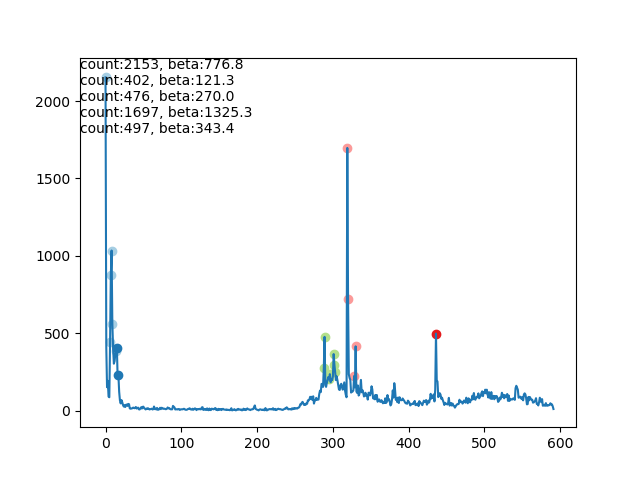 count:2153, beta:776.8
count:402, beta:121.3
count:476, beta:270.0
count:1697, beta:1325.3
count:497, beta:343.4
2000
1500
1000
500
0
0 100 200 300 400 500 600